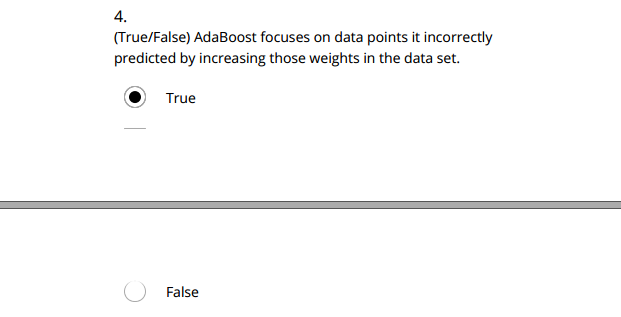 4.
(True/False) AdaBoost focuses on data points it incorrectly
predicted by increasing those weights in the data set.
True
False